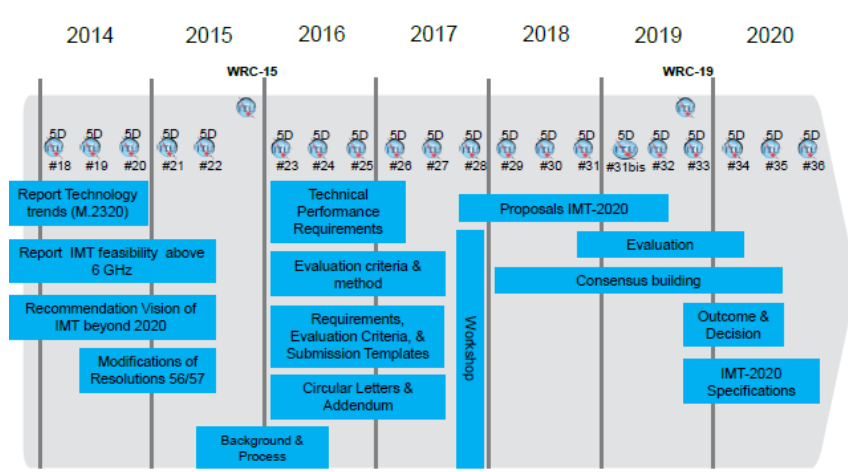 2014 2015 2016 2017 2018 2019 2020
WRC-15 WRC-19
5D 5D 5D 5D 5D 5D 5D 5D 5D 5D 5D 5D 5D 5D 5D 5D 5D 5D 5D 5D
#18 #19 #20 #21 #22 #23 #24 #25 #26 #27 #28 #29 #30 #31 #31bis #32 #33 #34 #35 #36
Report Technology
trends (M.2320)
Report IMT feasibility above
6 GHz
Recommendation Vision of
IMT beyond 2020
Modifications of
Resolutions 56/57
Background &
Process
Technical
Performance
Requirements
Evaluation criteria &
method
Requirements,
Evaluation Criteria, &
Submission Templates
Circular Letters &
Addendum
Workshop
Proposals IMT-2020
Evaluation
Consensus building
Outcome &
Decision
IMT-2020
Specifications